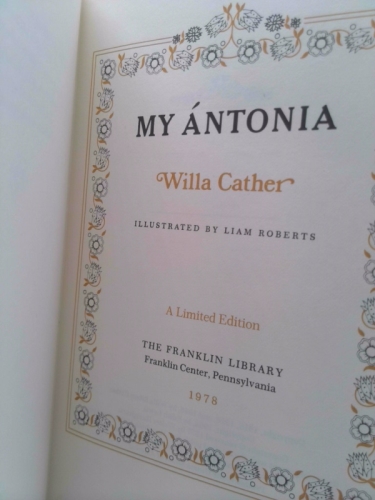 MY ÁNTONIA
Willa Cather
ILLUSTRATED BY LIAM ROBERTS
A Limited Edition
THE FRANKLIN LIBRARY
Franklin Center, Pennsylvania
1978